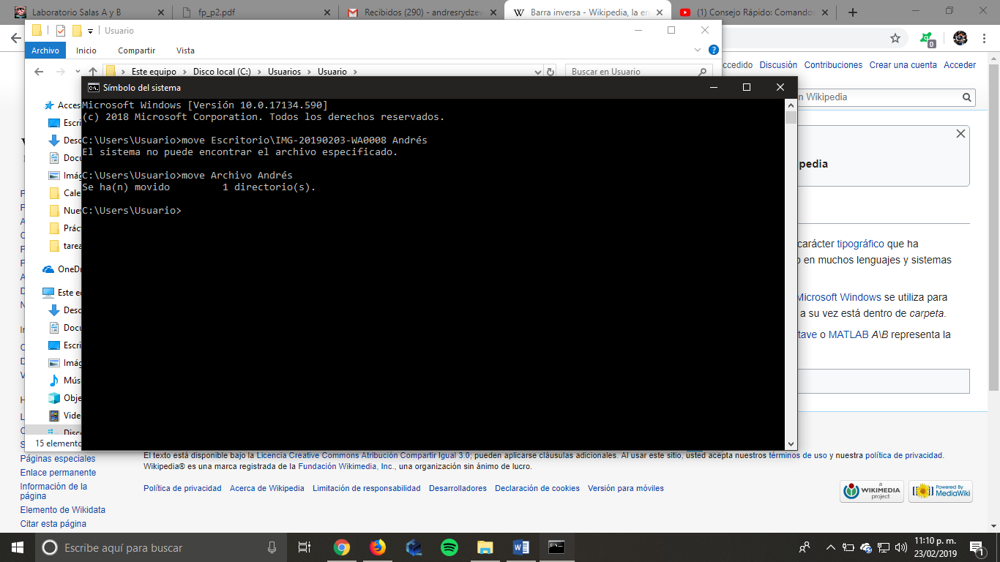 Laboratorio Salas A y B
fp_p2.pdf
Recibidos (290) - andresrydzev
Barra inversa - Wikipedia, la en
(1) Consejo Rápido: Comandos
Usuario
Archivo Inicio Compartir Vista
Este equipo > Disco local (C:) > Usuarios > Usuario >
Buscar en Usuario
0
ccedido Discusión Contribuciones Crear una cuenta Acceder
n Wikipedia
Símbolo del sistema
Microsoft Windows [Versión 10.0.17134.590]
(c) 2018 Microsoft Corporation. Todos los derechos reservados.
C:\Users\Usuario>move Escritorio\IMG-20190203-WA0008 Andrés
El sistema no puede encontrar el archivo especificado.
C:\Users\Usuario>move Archivo Andrés
Se ha(n) movido 1 directorio(s).
C:\Users\Usuario>
Acces
Escri
Desc
Docu
Imág
Cale
Nuev
Práct
tarea
OneDr
Este e
Desc
Docu
Escri
Imág
Músi
Obje
Vide
Disc
15 elemento
pedia
carácter tipográfico que ha
o en muchos lenguajes y sistemas
Microsoft Windows se utiliza para
a su vez está dentro de carpeta.
tave o MATLAB A\B representa la
Páginas especiales
Enlace permanente
Información de la
página
Elemento de Wikidata
Citar esta página
El texto está disponible bajo la Licencia Creative Commons Atribución Compartir Igual 3.0; pueden aplicarse cláusulas adicionales. Al usar este sitio, usted acepta nuestros términos de uso y nuestra política de privacidad.
Wikipedia® es una marca registrada de la Fundación Wikimedia, Inc., una organización sin ánimo de lucro.
Política de privacidad Acerca de Wikipedia Limitación de responsabilidad Desarrolladores Declaración de cookies Versión para móviles
a
WIKIMEDIA
project
Powered By
MediaWiki
Escribe aquí para buscar
11:10 p. m.
23/02/2019
1